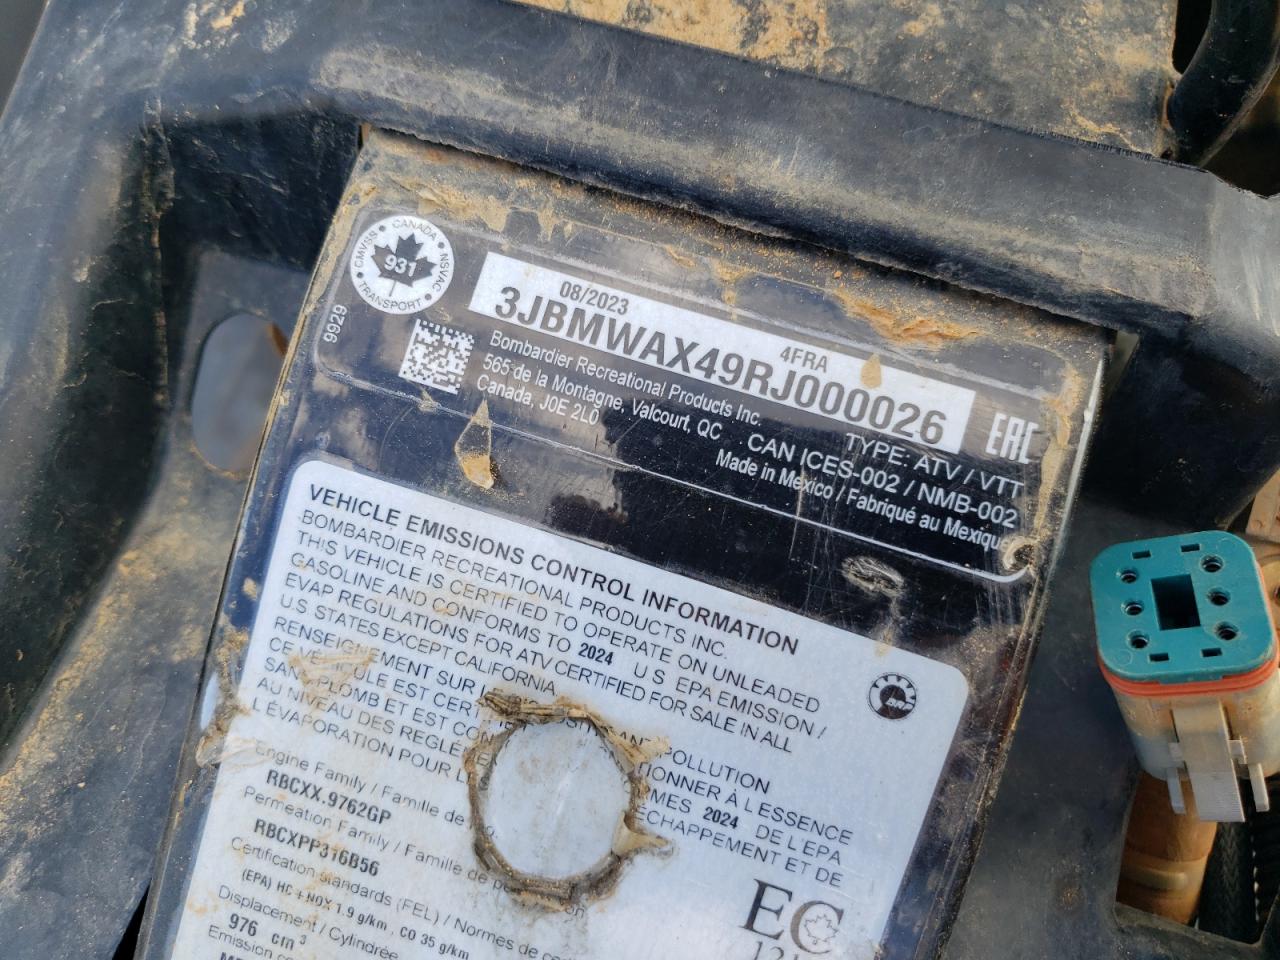 CANADA
CMVSS
NSVAC
931
TRANSPORT
9929
08/2023
4FRA
3JBMWAX49RJ000026
Bombardier Recreational Products Inc.
565 de la Montagne, Valcourt, QC
Canada, J0E 2L0
TYPE: ATV / VTT
CAN ICES-002 / NMB-002
Made in Mexico / Fabriqué au Mexique
EAC
VEHICLE EMISSIONS CONTROL INFORMATION
BOMBARDIER RECREATIONAL PRODUCTS INC.
THIS VEHICLE IS CERTIFIED TO OPERATE ON UNLEADED
GASOLINE AND CONFORMS TO 2024 U.S. EPA EMISSION /
EVAP REGULATIONS FOR ATV CERTIFIED FOR SALE IN ALL
U.S. STATES EXCEPT CALIFORNIA
BRP
RENSEIGNEMENT SUR POLLUTION
CE VÉHICULE EST À L'ESSENCE
SANS PLOMB ET EST 2024 DE L'EPA
AU NIVEAU DES ÉCHAPPEMENT ET DE
L'ÉVAPORATION POUR
Engine Family / Famille de
RBCXX.9762GP
Permeation Family / Famille de
RBCXPP316B56
Certification standards (FEL) / Normes de
(EPA) HC + NOX 1.9 g/km, CO 35 g/km
Displacement / Cylindrée
976 cm³
Emission
EC